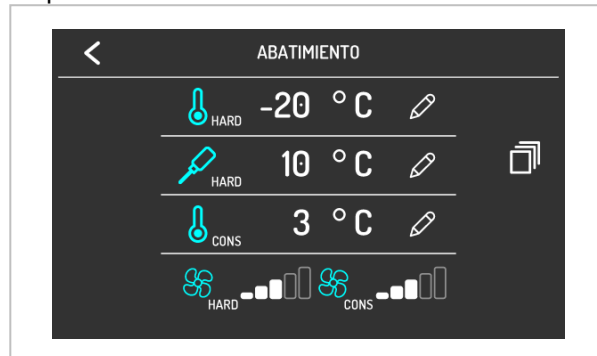 ABATIMIENTO
HARD -20 °C
HARD 10 °C
CONS 3 °C
HARD CONS